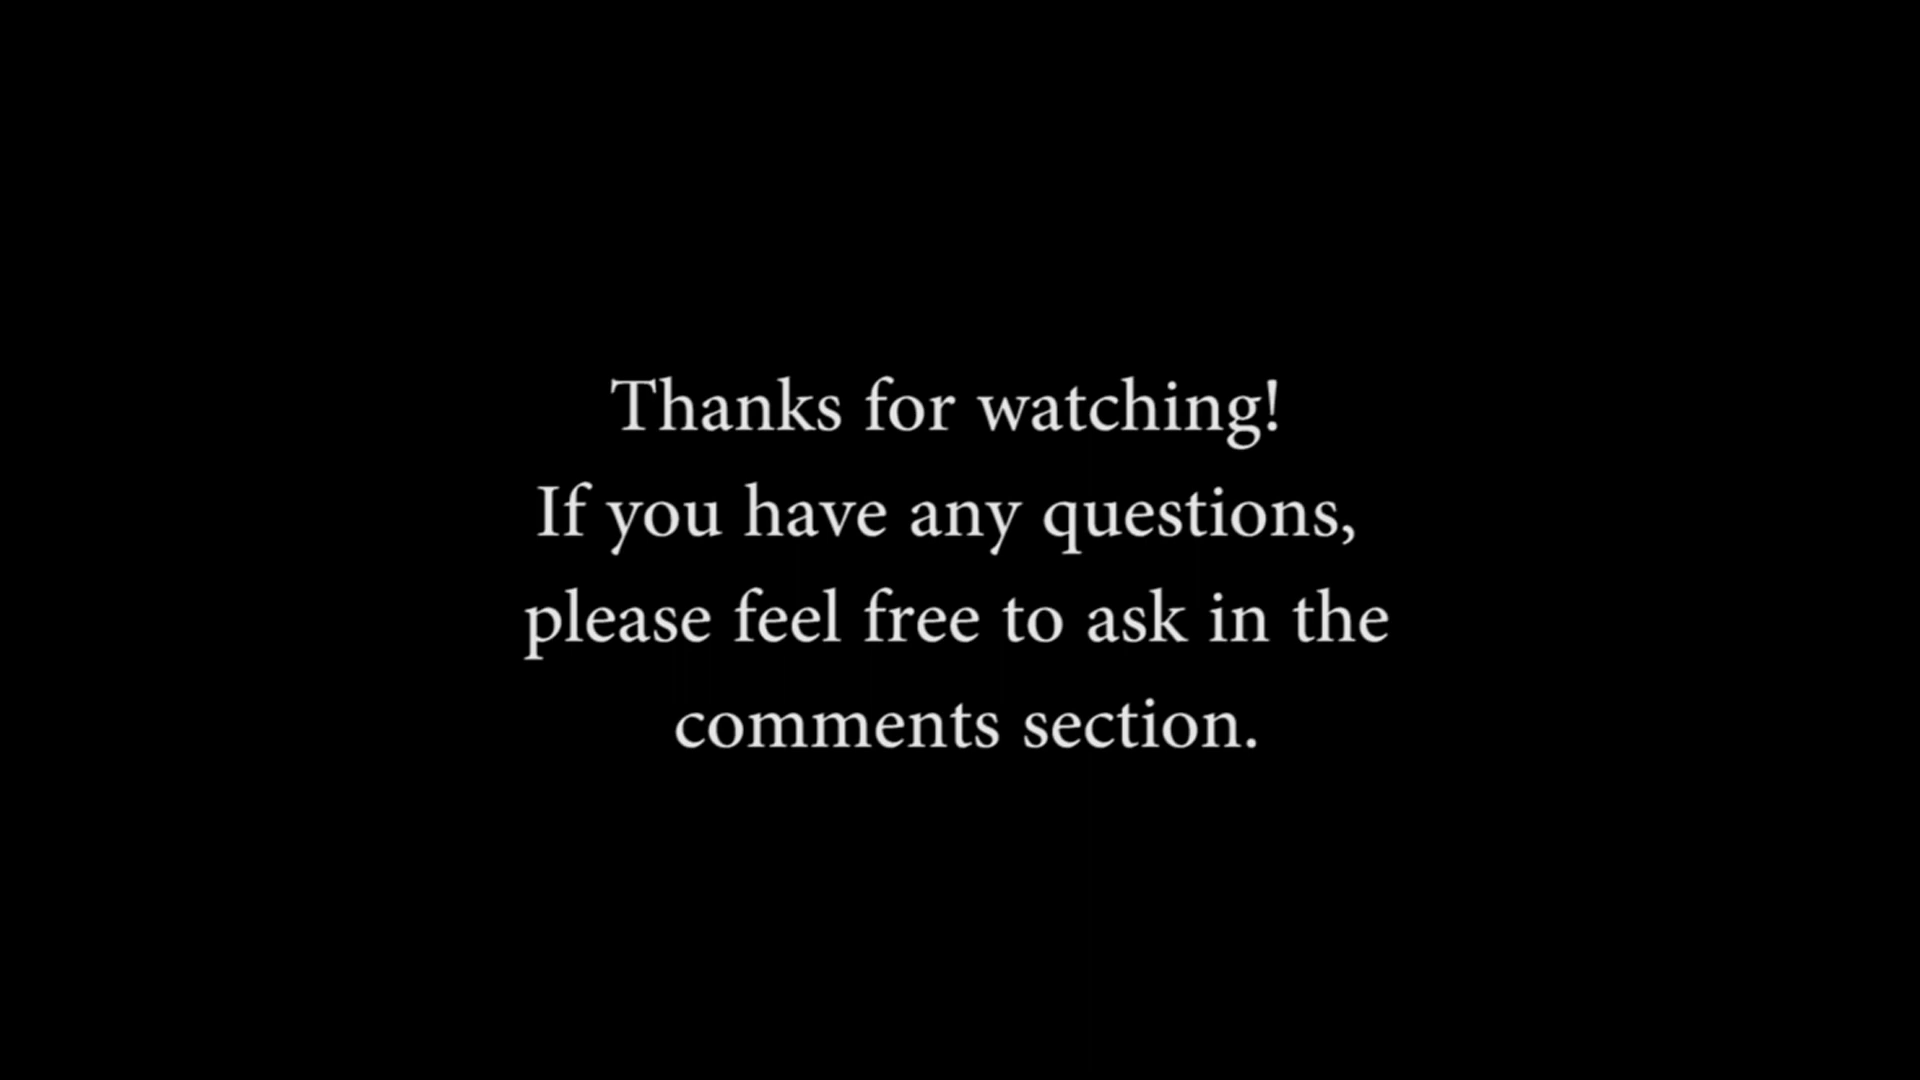 Thanks for watching!
If you have any questions,
please feel free to ask in the
comments section.